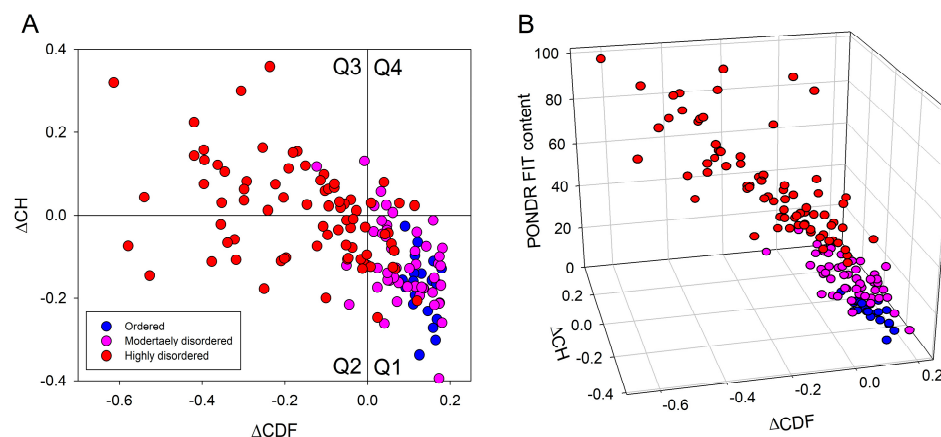 A
0.4
0.2
0.0
-0.2
-0.4
ΔCH
Q3 Q4
Q2 Q1
Ordered
Modertaely disordered
Highly disordered
-0.6 -0.4 -0.2 0.0 0.2
ΔCDF
B
100
80
60
40
20
0
PONDR FIT content
0.2
0.0
-0.2
-0.4
ΔCH
-0.6 -0.4 -0.2 0.0 0.2
ΔCDF